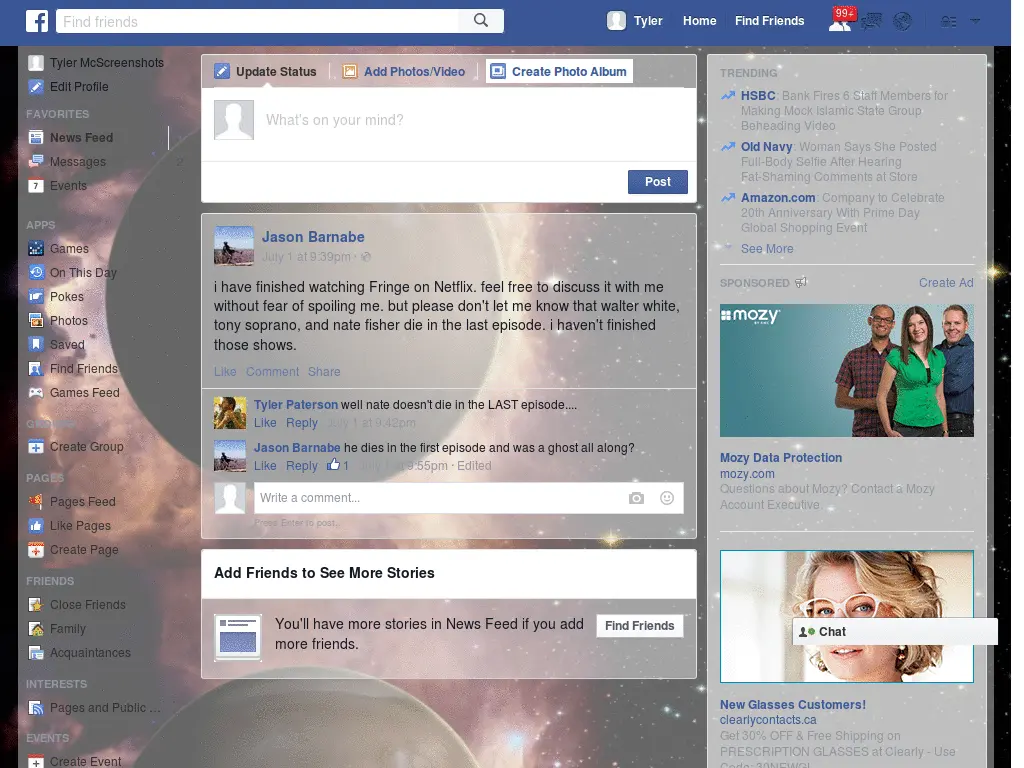 Find friends
Tyler
Home
Find Friends
99+
Tyler McScreenshots
Edit Profile
FAVORITES
News Feed
Messages
2
7
Events
APPS
Games
On This Day
Pokes
Photos
Saved
Find Friends
Games Feed
Create Group
PAGES
Pages Feed
Like Pages
Create Page
FRIENDS
Close Friends
Family
Acquaintances
INTERESTS
Pages and Public ...
EVENTS
Create Event
Update Status
Add Photos/Video
Create Photo Album
What's on your mind?
Post
Jason Barnabe
July 1 at 9:39pm ·
i have finished watching Fringe on Netflix. feel free to discuss it with me
without fear of spoiling me. but please don't let me know that walter white,
tony soprano, and nate fisher die in the last episode. i haven't finished
those shows.
Like Comment Share
Tyler Paterson well nate doesn't die in the LAST episode....
Like Reply July 1 at 9:42pm
Jason Barnabe he dies in the first episode and was a ghost all along?
Like Reply 1 July 1 at 9:55pm · Edited
Write a comment...
Press Enter to post.
Add Friends to See More Stories
You'll have more stories in News Feed if you add
more friends.
Find Friends
TRENDING
HSBC: Bank Fires 6 Staff Members for
Making Mock Islamic State Group
Beheading Video
Old Navy: Woman Says She Posted
Full-Body Selfie After Hearing
Fat-Shaming Comments at Store
Amazon.com: Company to Celebrate
20th Anniversary With Prime Day
Global Shopping Event
See More
SPONSORED
Create Ad
mozy
Mozy Data Protection
mozy.com
Questions about Mozy? Contact a Mozy
Account Executive.
Chat
New Glasses Customers!
clearlycontacts.ca
Get 30% OFF & Free Shipping on
PRESCRIPTION GLASSES at Clearly - Use